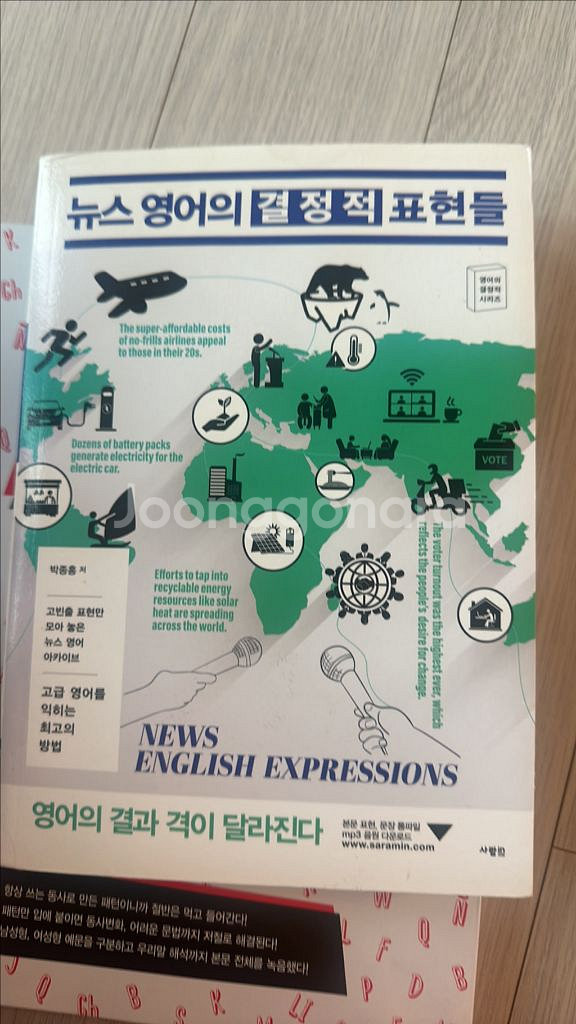 뉴스 영어의 결정적 표현들
영어의
결정적
시리즈
The super-affordable costs
of no-frills airlines appeal
to those in their 20s.
Dozens of battery packs
generate electricity for the
electric car.
VOTE
Joonggonara
The voter turnout was the highest ever, which
reflects the people's desire for change.
Efforts to tap into
recyclable energy
resources like solar
heat are spreading
across the world.
박종홍 저
고빈출 표현만
모아 놓은
뉴스 영어
아카이브
고급 영어를
익히는
최고의
방법
NEWS
ENGLISH EXPRESSIONS
영어의 결과 격이 달라진다
본문 표현, 문장 통파일
mp3 음원 다운로드
www.saramin.com
사람in
항상 쓰는 동사로 만든 패턴이니까 절반은 먹고 들어간다!
패턴만 입에 붙이면 동사변화, 어려운 문법까지 저절로 해결된다!
남성형, 여성형 예문을 구분하고 우리말 해석까지 본문 전체를 녹음했다!